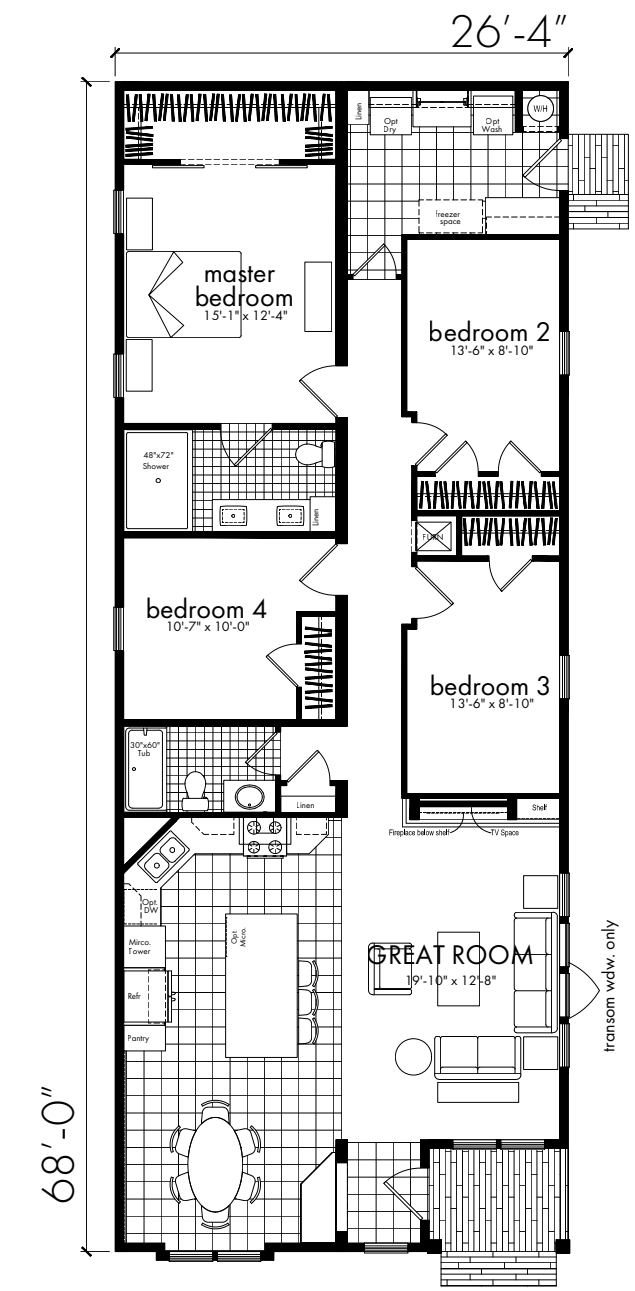 26'-4"
Linen
Opt
Dry
Opt
Wash
W/H
freezer
space
master
bedroom
15'-1" x 12'-4"
bedroom 2
13'-6" x 8'-10"
48"x72"
Shower
Linen
FURN
bedroom 4
10'-7" x 10'-0"
bedroom 3
13'-6" x 8'-10"
30"x60"
Tub
Linen
Shelf
Fireplace below shelf
TV Space
Opt.
DW
Opt.
Micro.
Mirco.
Tower
GREAT ROOM
19'-10" x 12'-8"
Refr
Pantry
transom wdw. only
68'-0"